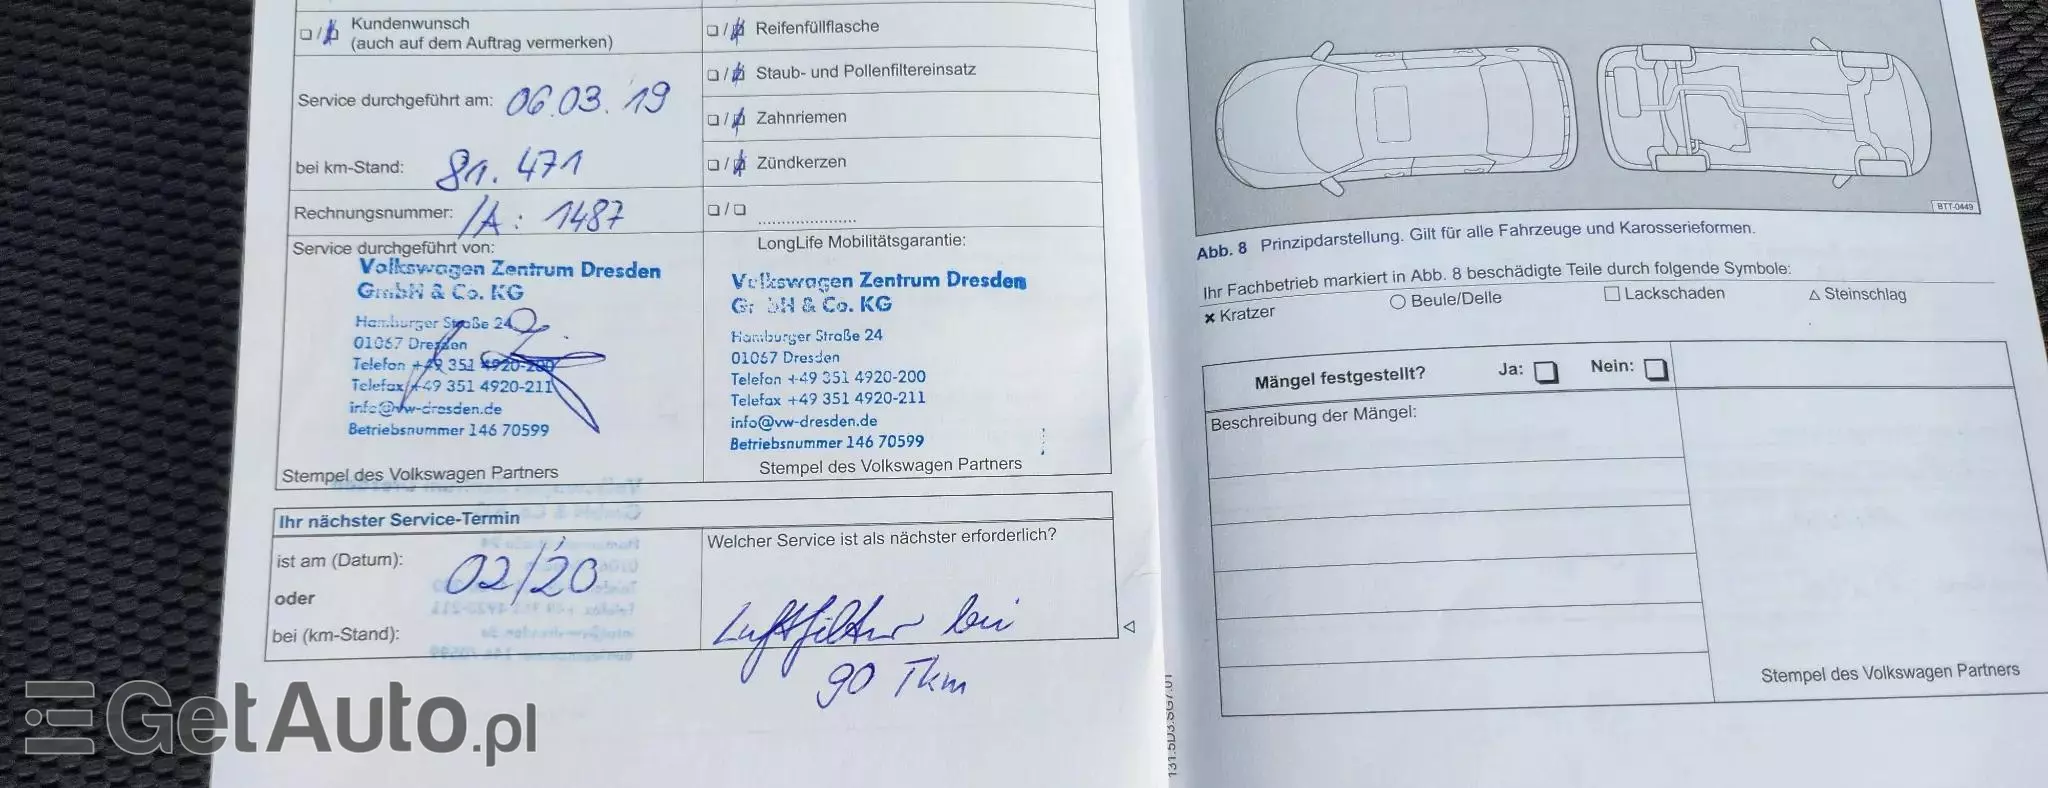 ☐ / ☐ Kundenwunsch
(auch auf dem Auftrag vermerken)
Service durchgeführt am: 06.03.'19
bei km-Stand: 81.471
Rechnungsnummer: /A: 1487
Service durchgeführt von:
Volkswagen Zentrum Dresden
GmbH & Co. KG
Hamburger Straße 24
01067 Dresden
Telefon +49 351 4920-200
Telefax +49 351 4920-211
info@vw-dresden.de
Betriebsnummer 146 70599
Stempel des Volkswagen Partners
☐ / ☐ Reifenfüllflasche
☐ / ☐ Staub- und Pollenfiltereinsatz
☐ / ☐ Zahnriemen
☐ / ☐ Zündkerzen
☐ / ☐ ....................
LongLife Mobilitätsgarantie:
Volkswagen Zentrum Dresden
GmbH & Co. KG
Hamburger Straße 24
01067 Dresden
Telefon +49 351 4920-200
Telefax +49 351 4920-211
info@vw-dresden.de
Betriebsnummer 146 70599
Stempel des Volkswagen Partners
Ihr nächster Service-Termin
ist am (Datum): 02/20
oder
bei (km-Stand):
Welcher Service ist als nächster erforderlich?
Luftfilter bei
90 Tkm
BTT-0449
Abb. 8 Prinzipdarstellung. Gilt für alle Fahrzeuge und Karosserieformen.
Ihr Fachbetrieb markiert in Abb. 8 beschädigte Teile durch folgende Symbole:
✖ Kratzer ○ Beule/Delle □ Lackschaden △ Steinschlag
Mängel festgestellt? Ja: ☐ Nein: ☐
Beschreibung der Mängel:
Stempel des Volkswagen Partners
GetAuto.pl